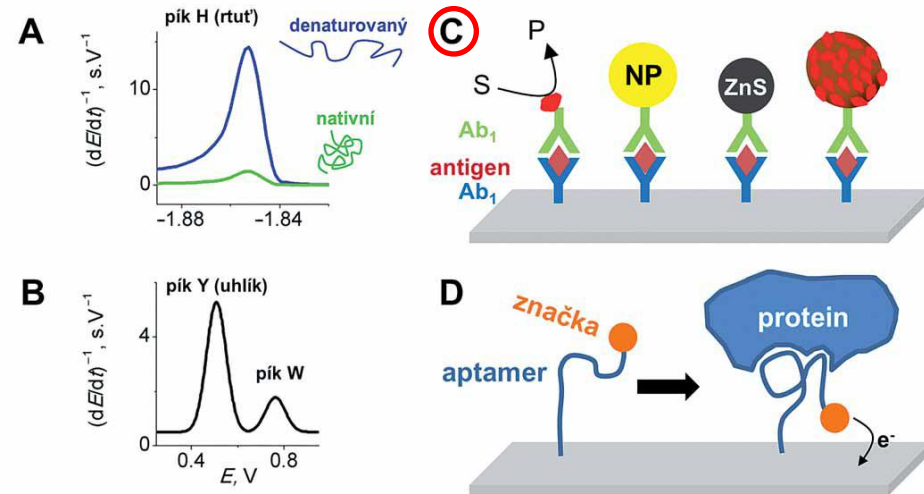 A
pík H (rtuť)
denaturovaný
nativní
(dE/dt)⁻¹, s.V⁻¹
10
0
−1.88
−1.84
B
pík Y (uhlík)
pík W
(dE/dt)⁻¹, s.V⁻¹
4
0
0.4
0.8
E, V
C
P
S
NP
ZnS
Ab₁
antigen
Ab₁
D
značka
aptamer
protein
e⁻